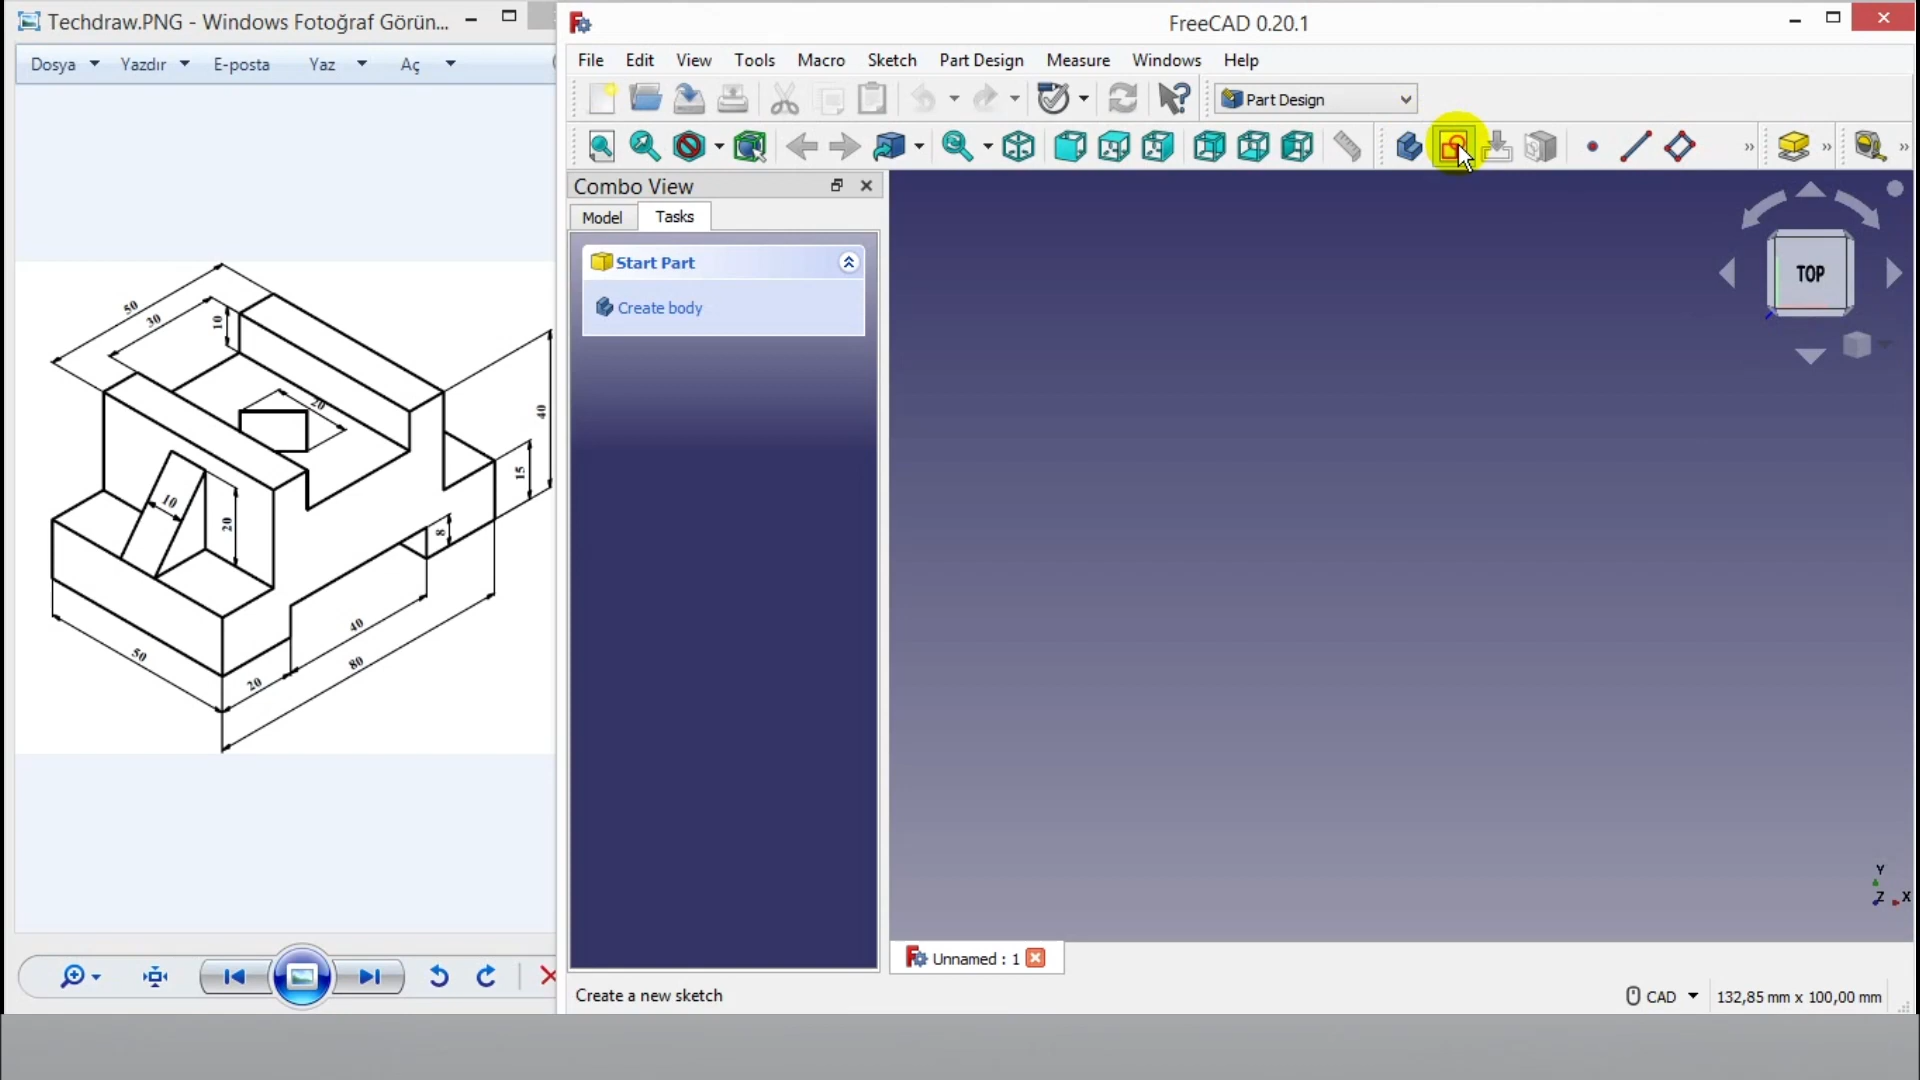 Techdraw.PNG - Windows Fotoğraf Görün...
Dosya Yazdır E-posta Yaz Aç
50
30
10
20
40
15
10
20
8
40
50
80
20
FreeCAD 0.20.1
File Edit View Tools Macro Sketch Part Design Measure Windows Help
Part Design
Combo View
Model Tasks
Start Part
Create body
TOP
Y
Z X
Unnamed : 1
Create a new sketch
CAD 132,85 mm x 100,00 mm